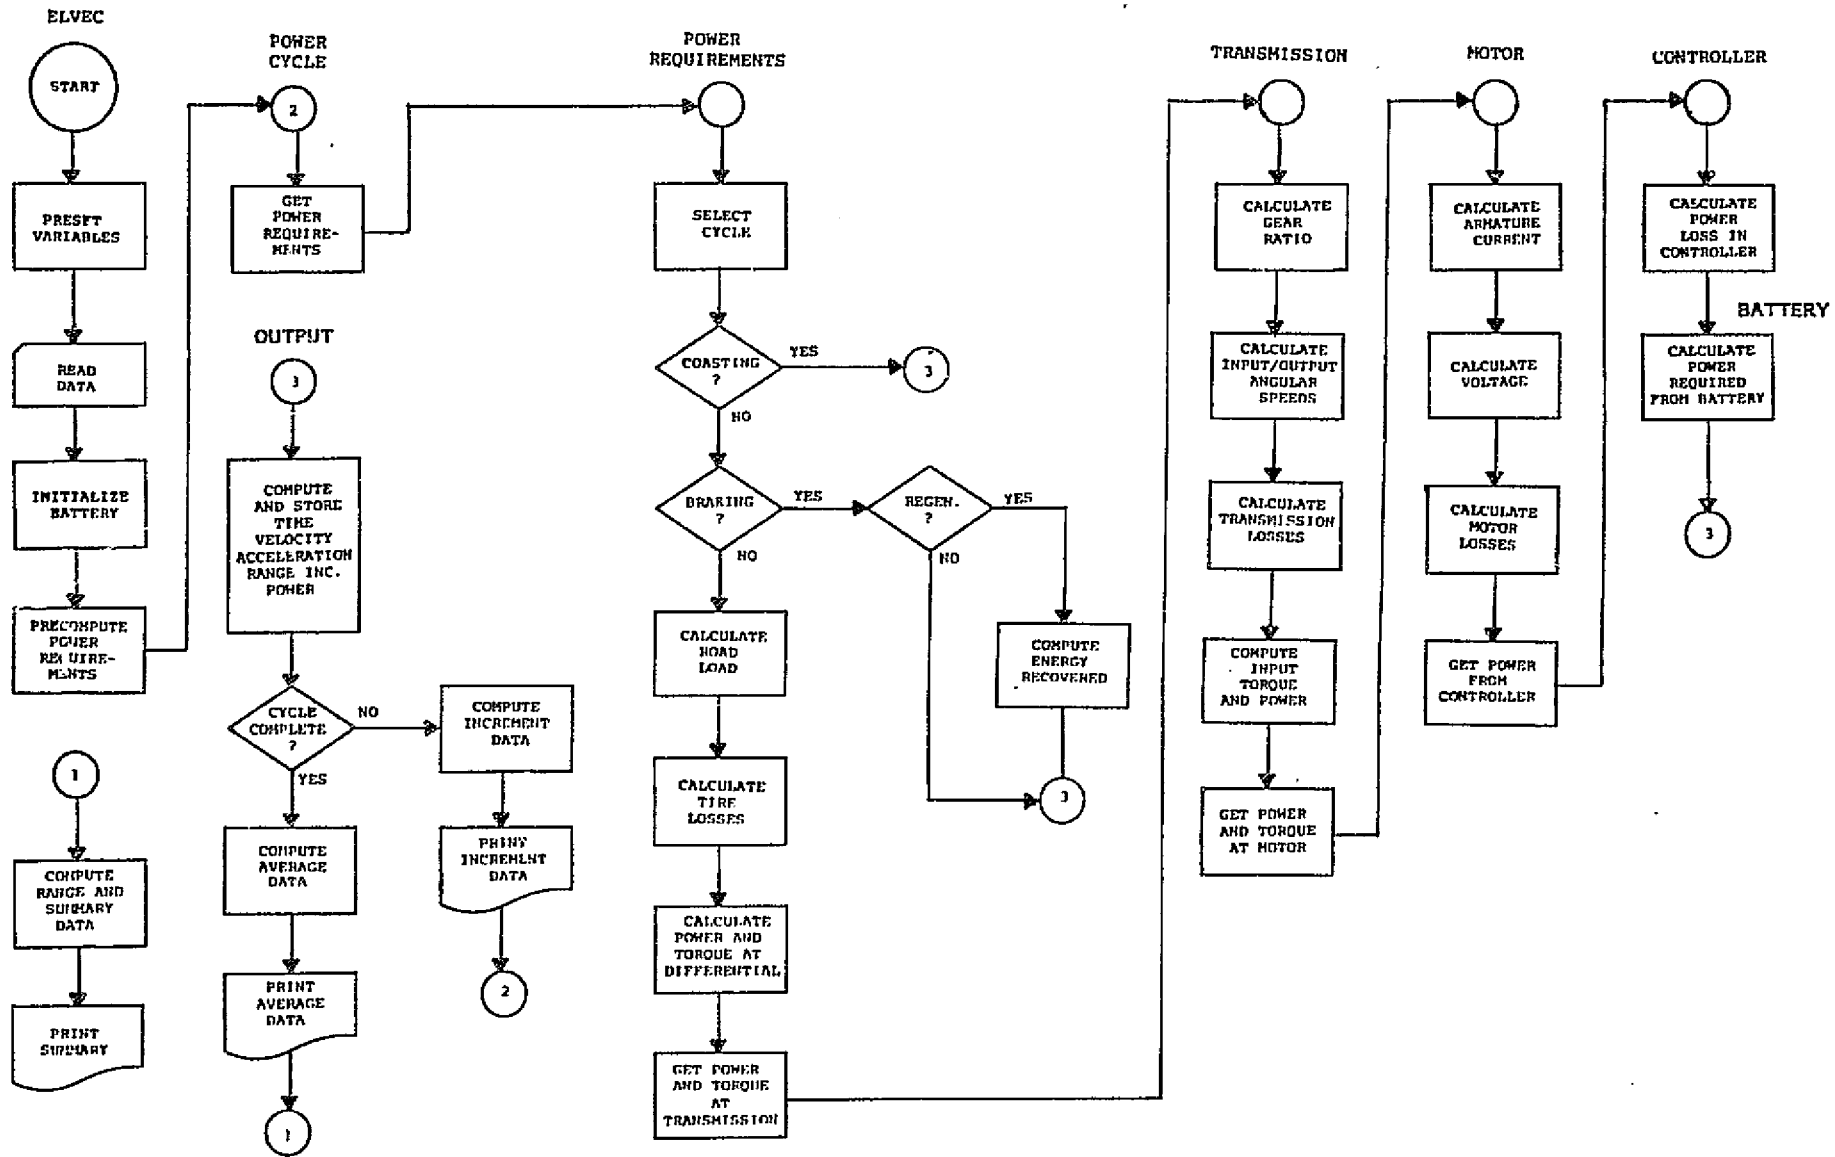 ELVEC
START
PRESET
VARIABLES
READ
DATA
INITIALIZE
BATTERY
PRECOMPUTE
POWER
REQUIRE-
MENTS
1
COMPUTE
RANGE AND
SUMMARY
DATA
PRINT
SUMMARY
POWER
CYCLE
2
GET
POWER
REQUIRE-
MENTS
OUTPUT
3
COMPUTE
AND STORE
TIME
VELOCITY
ACCELERATION
RANGE INC.
POWER
CYCLE
COMPLETE
?
NO
YES
COMPUTE
AVERAGE
DATA
PRINT
AVERAGE
DATA
1
COMPUTE
INCREMENT
DATA
PRINT
INCREMENT
DATA
2
POWER
REQUIREMENTS
SELECT
CYCLE
COASTING
?
YES
3
NO
BRAKING
?
YES
NO
REGEN.
?
YES
NO
COMPUTE
ENERGY
RECOVERED
3
CALCULATE
ROAD
LOAD
CALCULATE
TIRE
LOSSES
CALCULATE
POWER AND
TORQUE AT
DIFFERENTIAL
GET POWER
AND TORQUE
AT
TRANSMISSION
TRANSMISSION
CALCULATE
GEAR
RATIO
CALCULATE
INPUT/OUTPUT
ANGULAR
SPEEDS
CALCULATE
TRANSMISSION
LOSSES
COMPUTE
INPUT
TORQUE
AND POWER
GET POWER
AND TORQUE
AT MOTOR
MOTOR
CALCULATE
ARMATURE
CURRENT
CALCULATE
VOLTAGE
CALCULATE
MOTOR
LOSSES
GET POWER
FROM
CONTROLLER
CONTROLLER
CALCULATE
POWER
LOSS IN
CONTROLLER
BATTERY
CALCULATE
POWER
REQUIRED
FROM BATTERY
3